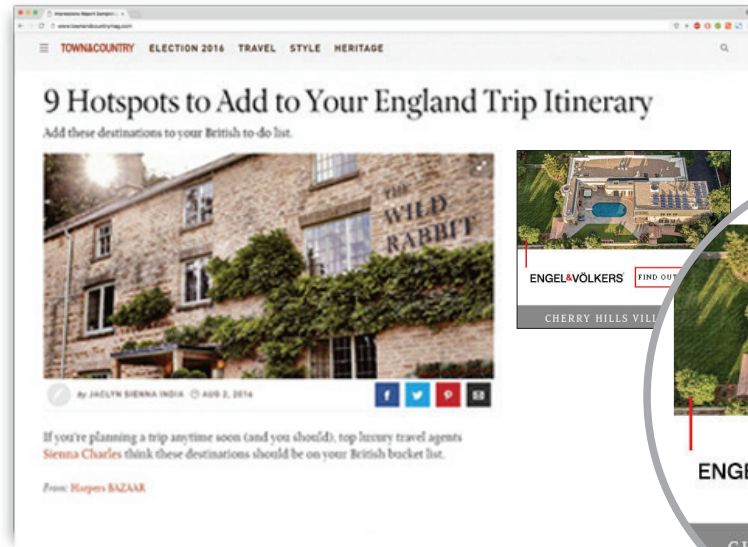 www.townandcountrymag.com
TOWN&COUNTRY ELECTION 2016 TRAVEL STYLE HERITAGE
9 Hotspots to Add to Your England Trip Itinerary
Add these destinations to your British to-do list.
THE
WILD
RABBIT
ENGEL&VÖLKERS FIND OUT
CHERRY HILLS VILL
By JACLYN SIENNA INDIA AUG 2, 2016
If you're planning a trip anytime soon (and you should), top luxury travel agents
Sienna Charles think these destinations should be on your British bucket list.
From: Harpers BAZAAR
ENGE